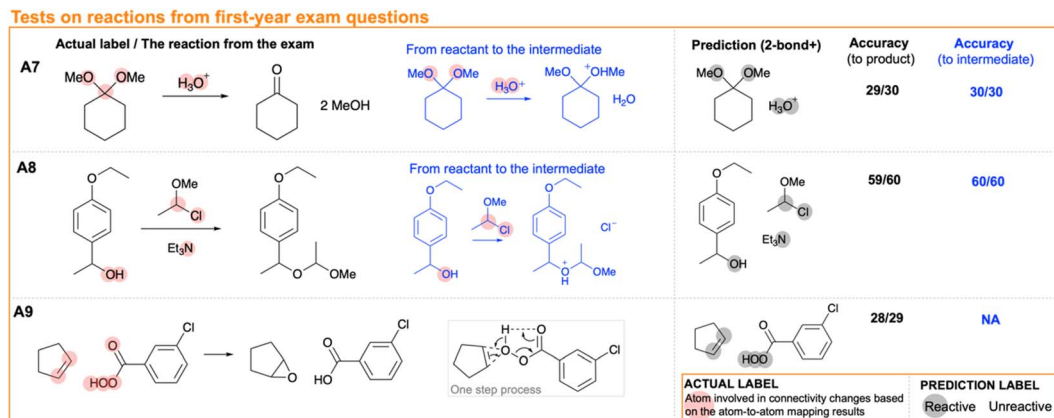 Tests on reactions from first-year exam questions
Actual label / The reaction from the exam
From reactant to the intermediate
Prediction (2-bond+)
Accuracy
(to product)
Accuracy
(to intermediate)
A7
MeO OMe
H3O+
O
2 MeOH
MeO OMe
H3O+
MeO +OHMe
H2O
MeO OMe
H3O+
29/30
30/30
A8
From reactant to the intermediate
O
OMe
Cl
Et3N
OH
O
O O
OMe
O
OMe
Cl
OH
O
Cl−
+
O
H
OMe
O
OMe
Cl
Et3N
OH
59/60
60/60
A9
O
HOO
Cl
O
O
HO
Cl
H O
O
O
Cl
One step process
O
HOO
Cl
28/29
NA
ACTUAL LABEL
Atom involved in connectivity changes based
on the atom-to-atom mapping results
PREDICTION LABEL
Reactive Unreactive